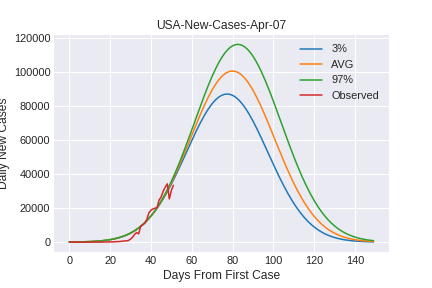 USA-New-Cases-Apr-07
120000
100000
80000
60000
40000
20000
0
Daily New Cases
3%
AVG
97%
Observed
0 20 40 60 80 100 120 140
Days From First Case